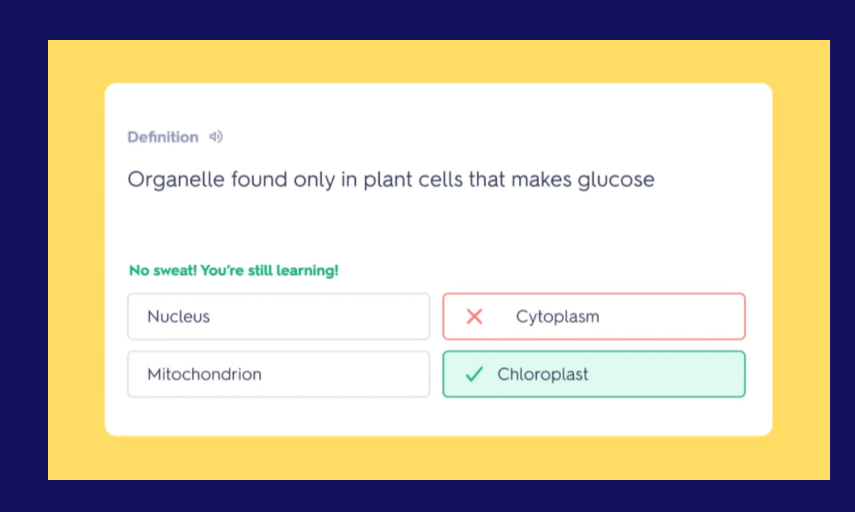 Definition
Organelle found only in plant cells that makes glucose
No sweat! You're still learning!
Nucleus
Cytoplasm
Mitochondrion
Chloroplast